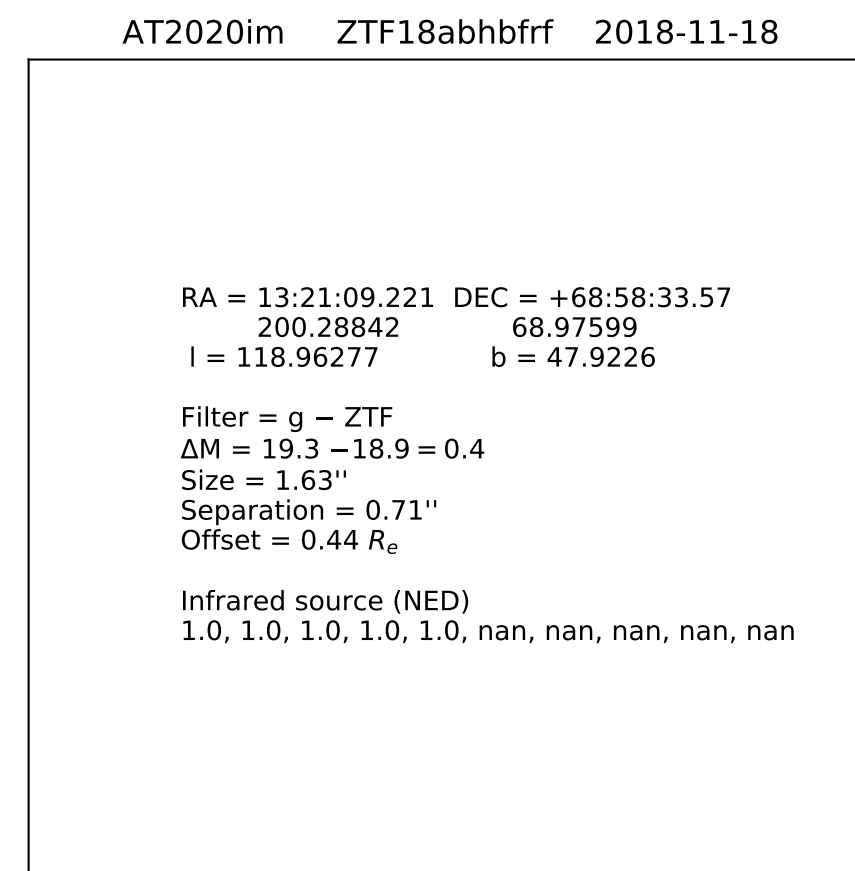 AT2020im ZTF18abhbfrf 2018-11-18
RA = 13:21:09.221 DEC = +68:58:33.57
200.28842 68.97599
l = 118.96277 b = 47.9226
Filter = g − ZTF
ΔM = 19.3 −18.9 = 0.4
Size = 1.63''
Separation = 0.71''
Offset = 0.44 Rₑ
Infrared source (NED)
1.0, 1.0, 1.0, 1.0, 1.0, nan, nan, nan, nan, nan